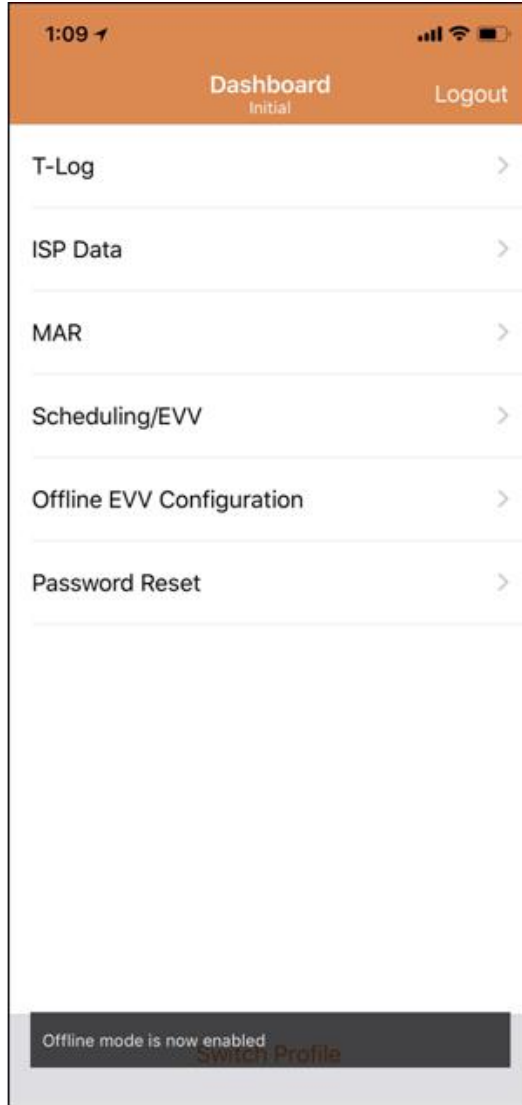 1:09
Dashboard
Initial
Logout
T-Log
ISP Data
MAR
Scheduling/EVV
Offline EVV Configuration
Password Reset
Offline mode is now enabled
Switch Profile